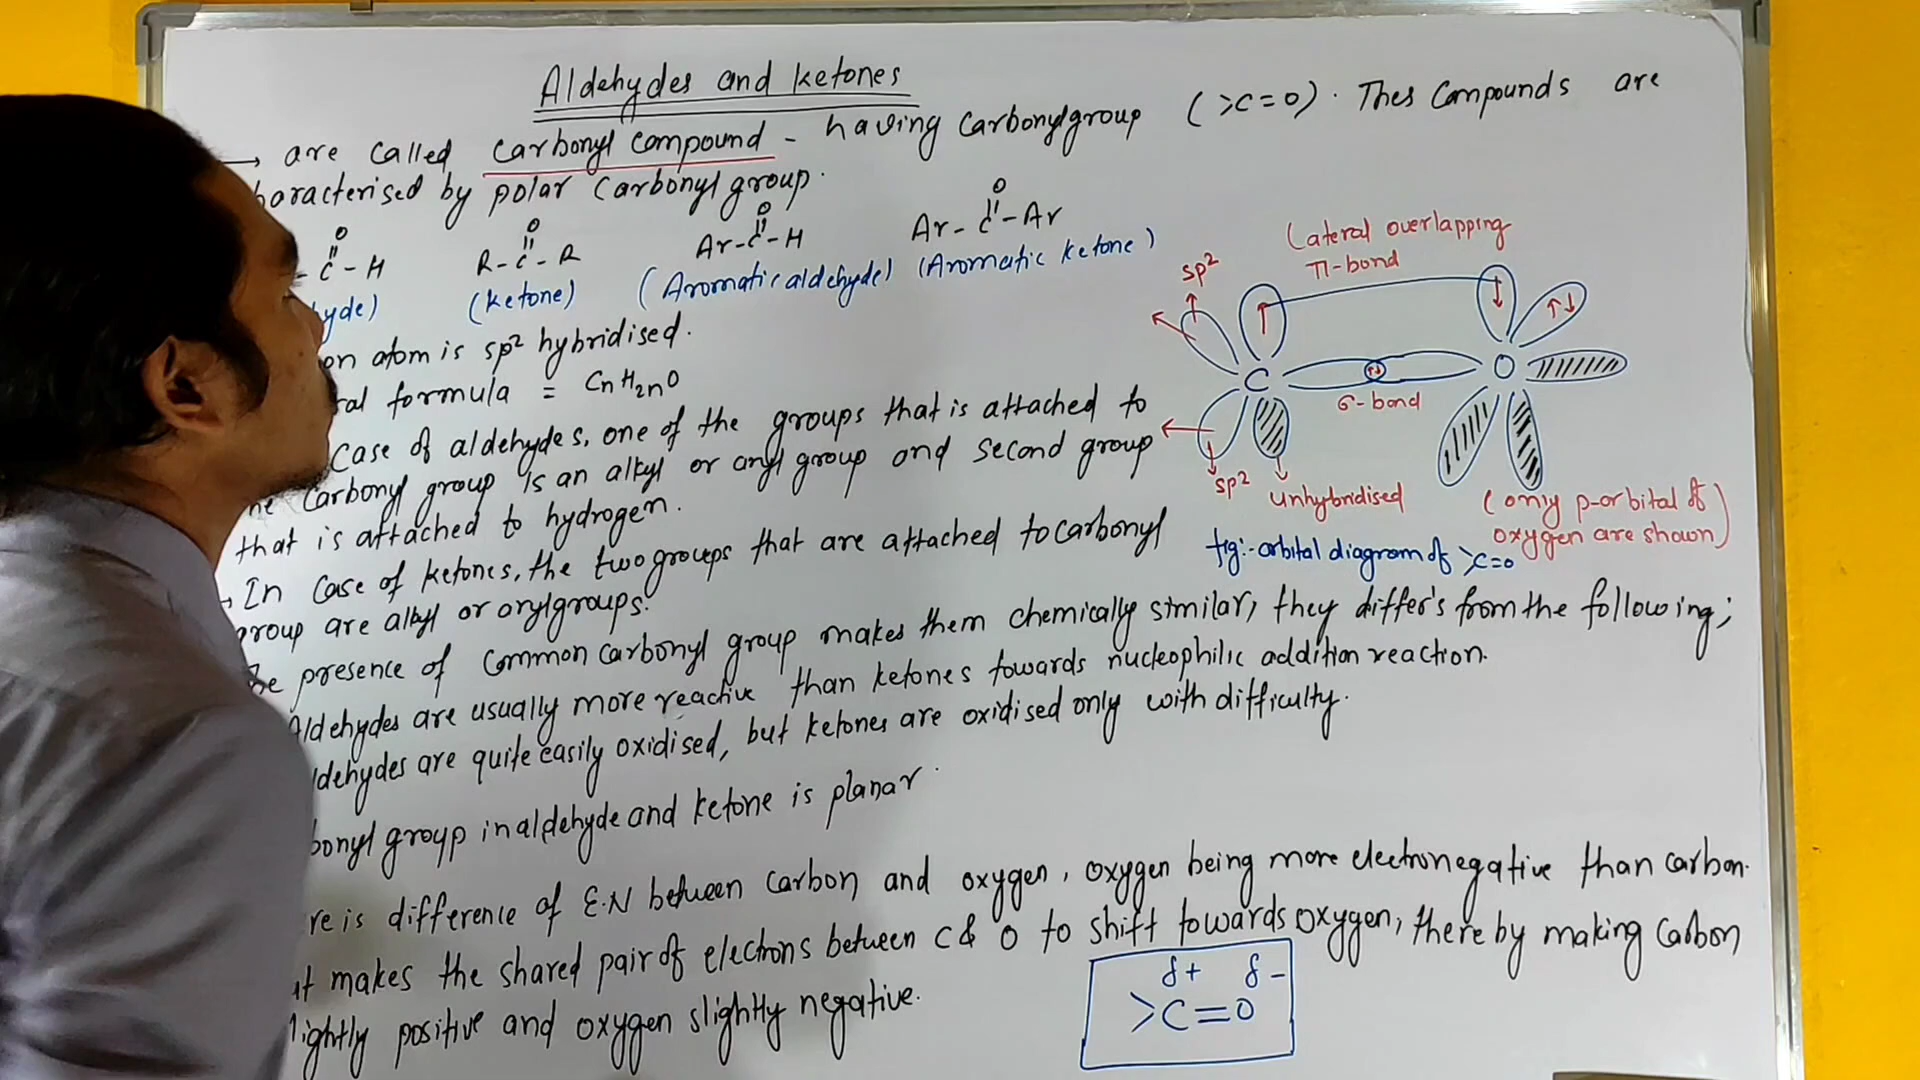 Aldehydes and ketones
→ are called Carbonyl Compound - having Carbonylgroup (>C=O). Thes Compounds are
haracterised by polar Carbonyl group.
O O O O
C-H R-C-R Ar-C-H Ar-C-Ar
hyde) (Ketone) (Aromatic aldehyde) (Aromatic ketone)
on atom is sp² hybridised.
ral formula = CnH2nO
case of aldehydes, one of the groups that is attached to
he Carbonyl group is an alkyl or aryl group and second group
that is attached to hydrogen.
In Case of Ketones, the two groups that are attached to carbonyl
group are alkyl or arylgroups.
e presence of Common Carbonyl group makes them chemically similar, they differ's from the following;
Aldehydes are usually more reactive than ketones towards nucleophilic addition reaction.
ldehydes are quite easily oxidised, but ketones are oxidised only with difficulty.
bonyl group in aldehyde and ketone is planar.
re is difference of E.N between Carbon and oxygen, oxygen being more electronegative than carbon.
it makes the shared pair of electrons between C & O to shift towards oxygen, there by making Carbon
lightly positive and oxygen slightly negative.
Lateral overlapping
π-bond
sp²
C O
σ-bond
sp² unhybridised
(only p-orbital of
oxygen are shown)
fig:-orbital diagram of >C=O
δ+ δ-
>C=O